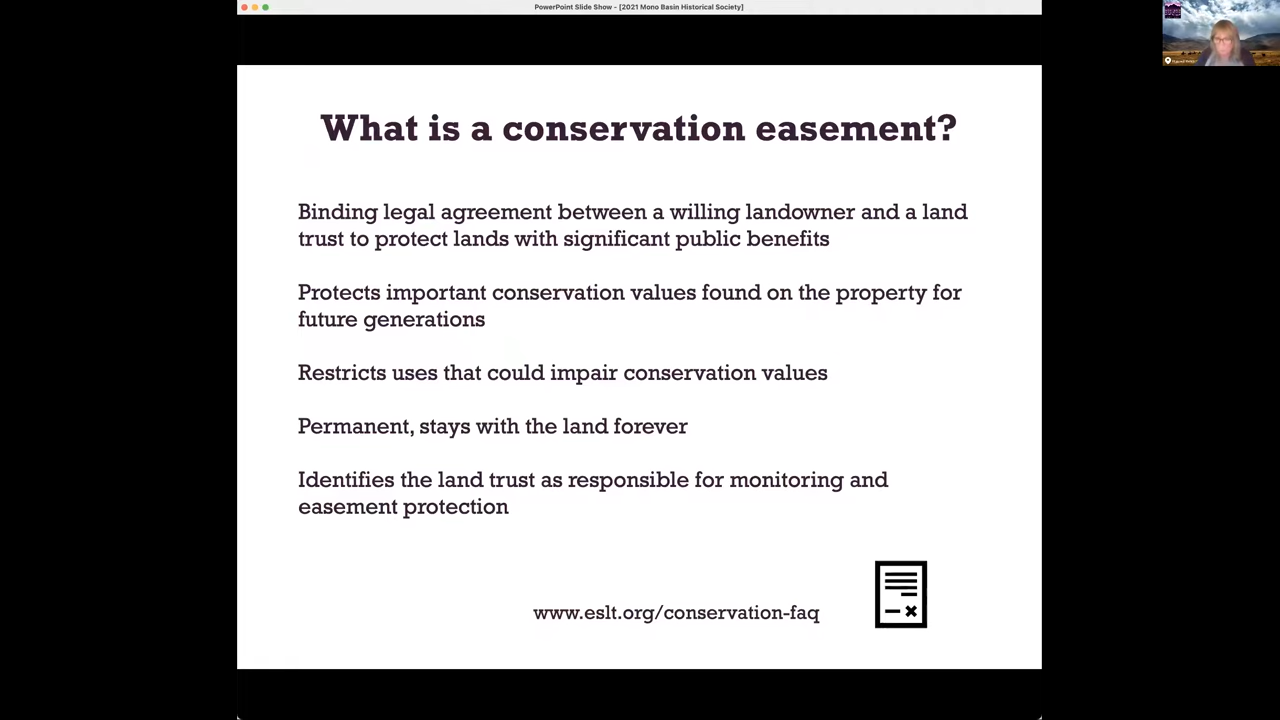 PowerPoint Slide Show - [2021 Mono Basin Historical Society]
What is a conservation easement?
Binding legal agreement between a willing landowner and a land
trust to protect lands with significant public benefits
Protects important conservation values found on the property for
future generations
Restricts uses that could impair conservation values
Permanent, stays with the land forever
Identifies the land trust as responsible for monitoring and
easement protection
www.eslt.org/conservation-faq